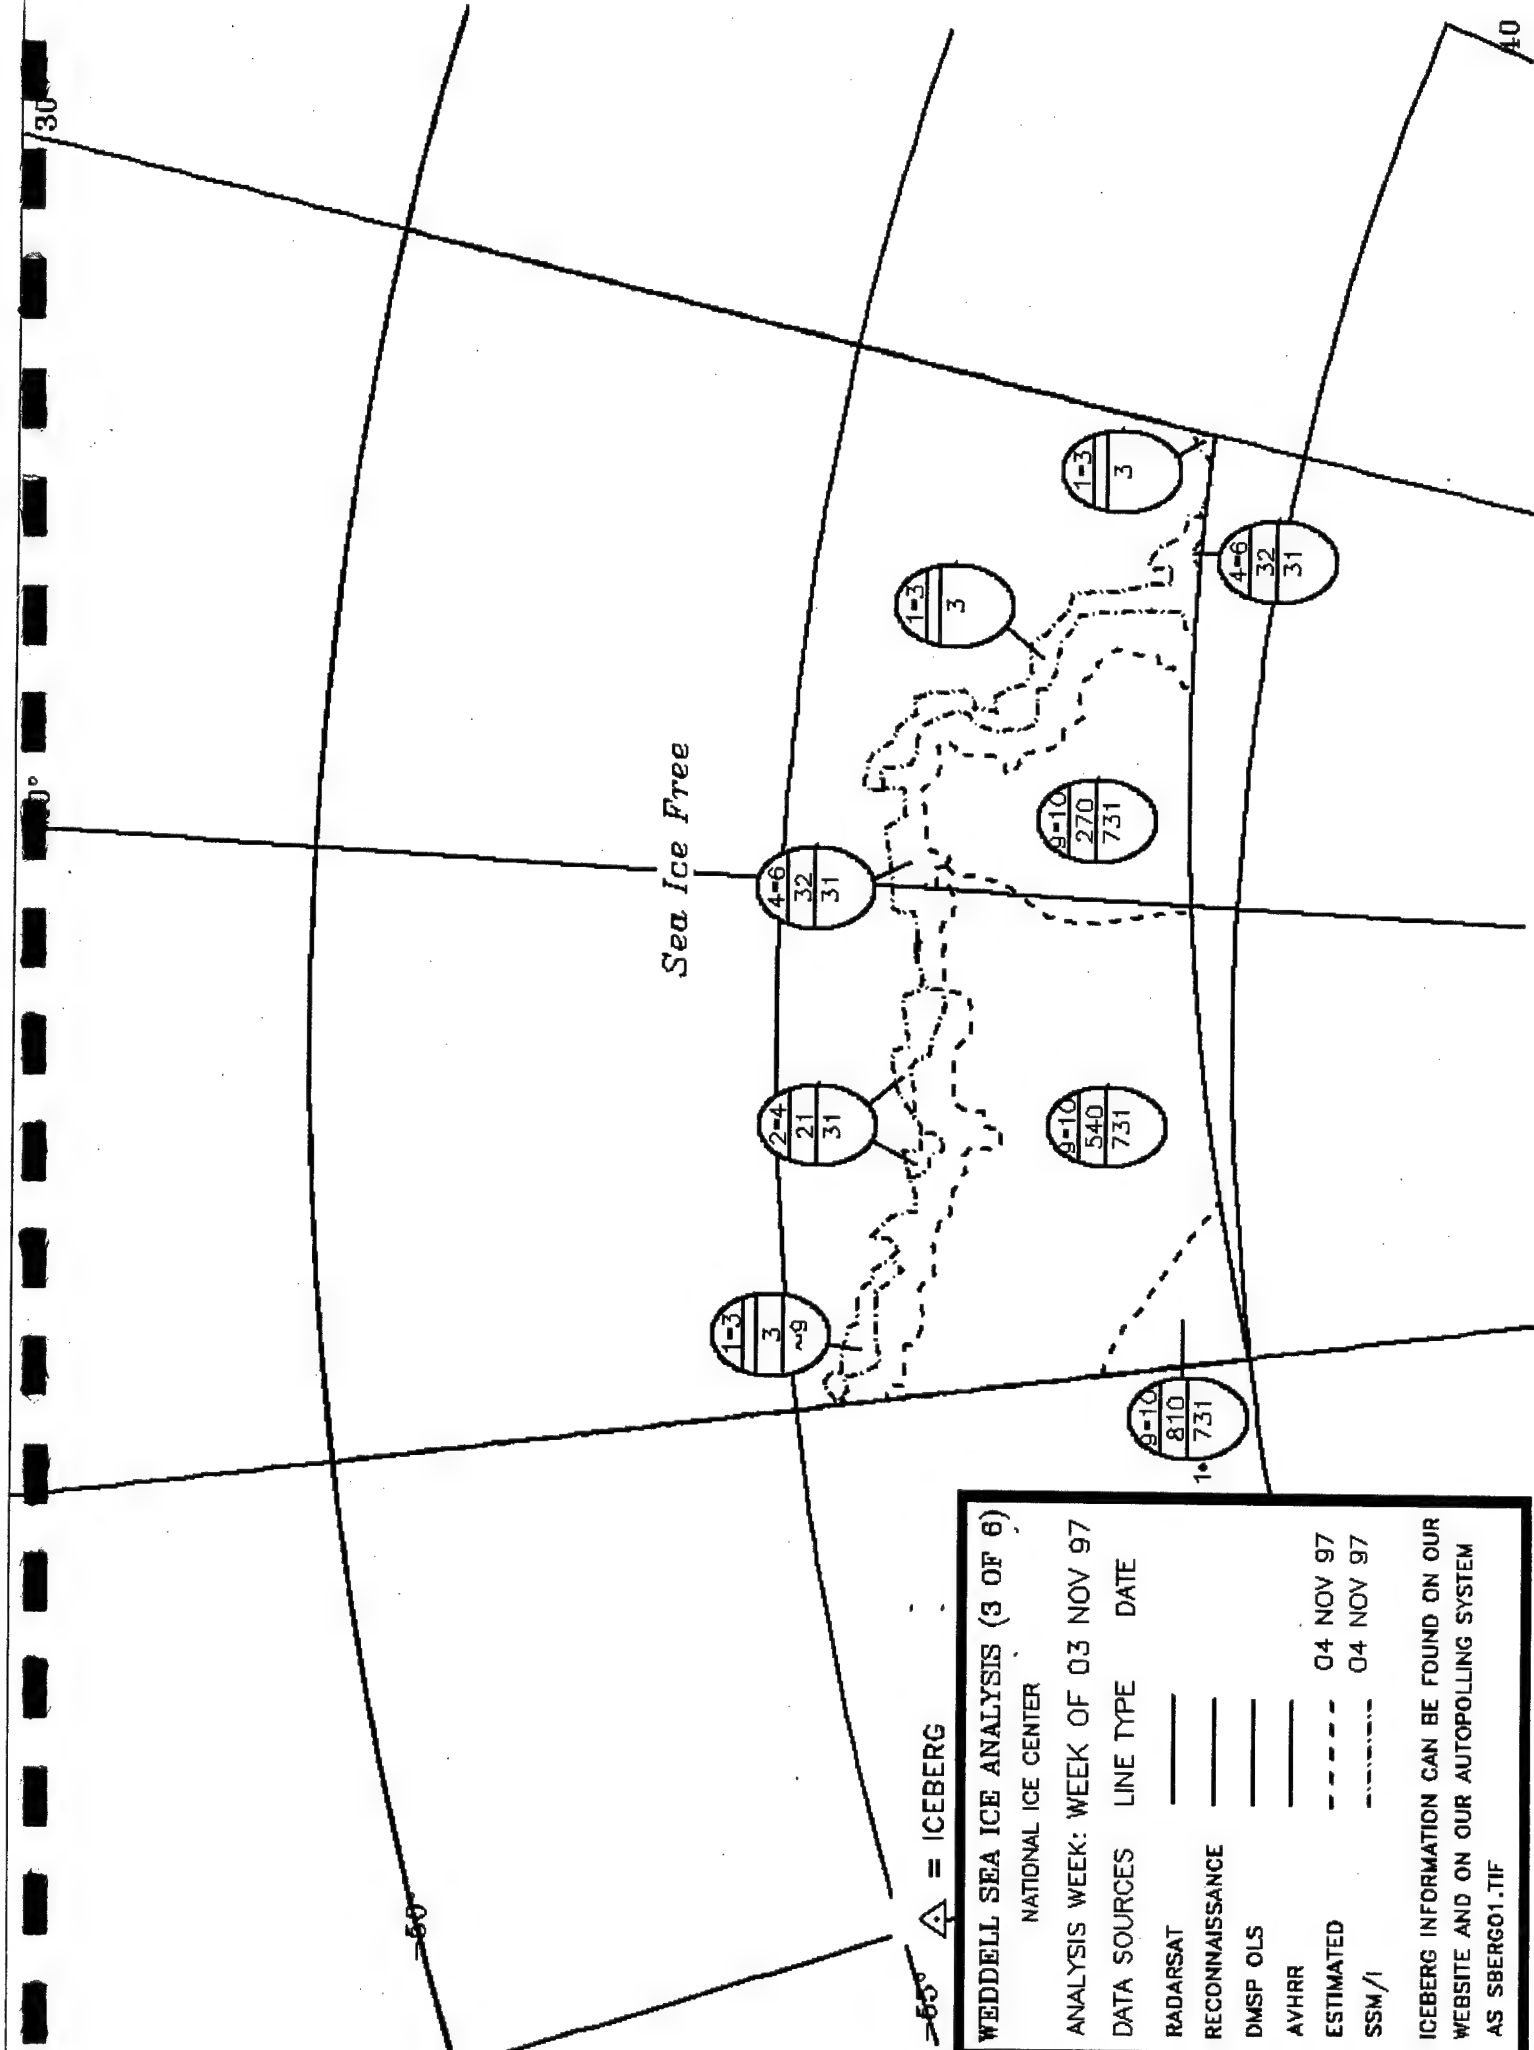 30
40
Sea Ice Free
1-3
3
~9
2-4
21
31
4-6
32
31
1-3
3
1-3
3
4-6
32
31
9-10
270
731
9-10
540
731
9-10
810
731
1•
-55°
= ICEBERG
WEDDELL SEA ICE ANALYSIS (3 OF 6)
NATIONAL ICE CENTER
ANALYSIS WEEK: WEEK OF 03 NOV 97
DATA SOURCES LINE TYPE DATE
RADARSAT
RECONNAISSANCE
DMSP OLS
AVHRR
ESTIMATED 04 NOV 97
SSM/I 04 NOV 97
ICEBERG INFORMATION CAN BE FOUND ON OUR
WEBSITE AND ON OUR AUTOPOLLING SYSTEM
AS SBERG01.TIF